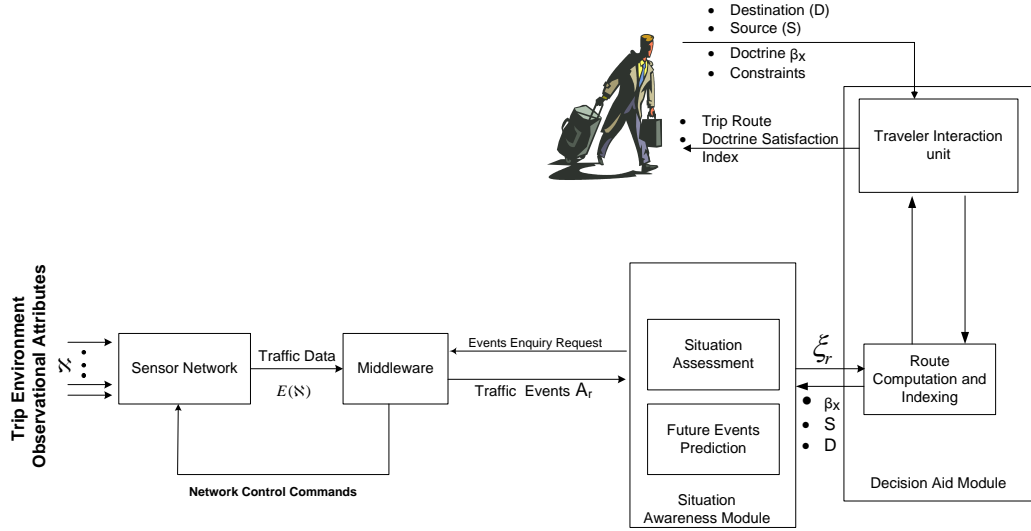 • Destination (D)
• Source (S)
• Doctrine βx
• Constraints
• Trip Route
• Doctrine Satisfaction
Index
Traveler Interaction
unit
Trip Environment
Observational Attributes
ℵ
Sensor Network
Traffic Data
E(ℵ)
Middleware
Events Enquiry Request
Traffic Events Ar
Network Control Commands
Situation
Assessment
Future Events
Prediction
Situation
Awareness Module
ξr
• βx
• S
• D
Route
Computation and
Indexing
Decision Aid Module